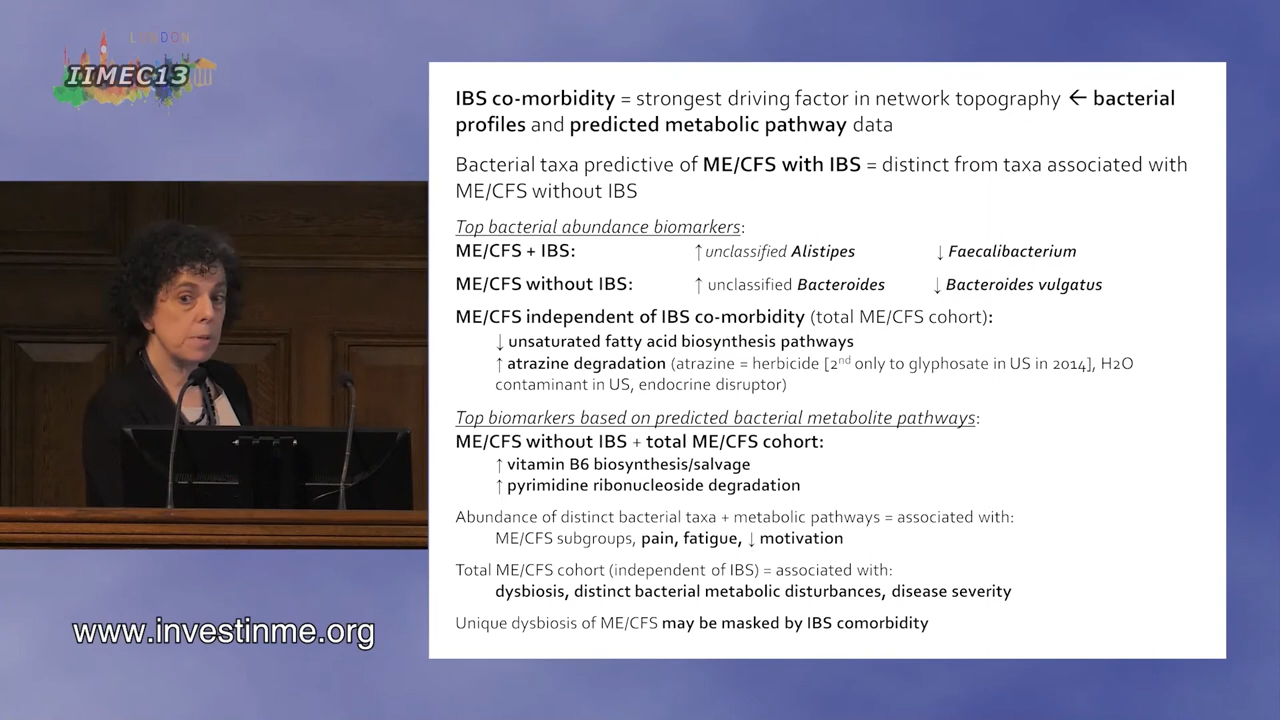 LONDON
IIMEC13
IBS co-morbidity = strongest driving factor in network topography ← bacterial
profiles and predicted metabolic pathway data
Bacterial taxa predictive of ME/CFS with IBS = distinct from taxa associated with
ME/CFS without IBS
Top bacterial abundance biomarkers:
ME/CFS + IBS: ↑ unclassified Alistipes ↓ Faecalibacterium
ME/CFS without IBS: ↑ unclassified Bacteroides ↓ Bacteroides vulgatus
ME/CFS independent of IBS co-morbidity (total ME/CFS cohort):
↓ unsaturated fatty acid biosynthesis pathways
↑ atrazine degradation (atrazine = herbicide [2nd only to glyphosate in US in 2014], H2O
contaminant in US, endocrine disruptor)
Top biomarkers based on predicted bacterial metabolite pathways:
ME/CFS without IBS + total ME/CFS cohort:
↑ vitamin B6 biosynthesis/salvage
↑ pyrimidine ribonucleoside degradation
Abundance of distinct bacterial taxa + metabolic pathways = associated with:
ME/CFS subgroups, pain, fatigue, ↓ motivation
Total ME/CFS cohort (independent of IBS) = associated with:
dysbiosis, distinct bacterial metabolic disturbances, disease severity
Unique dysbiosis of ME/CFS may be masked by IBS comorbidity
www.investinme.org